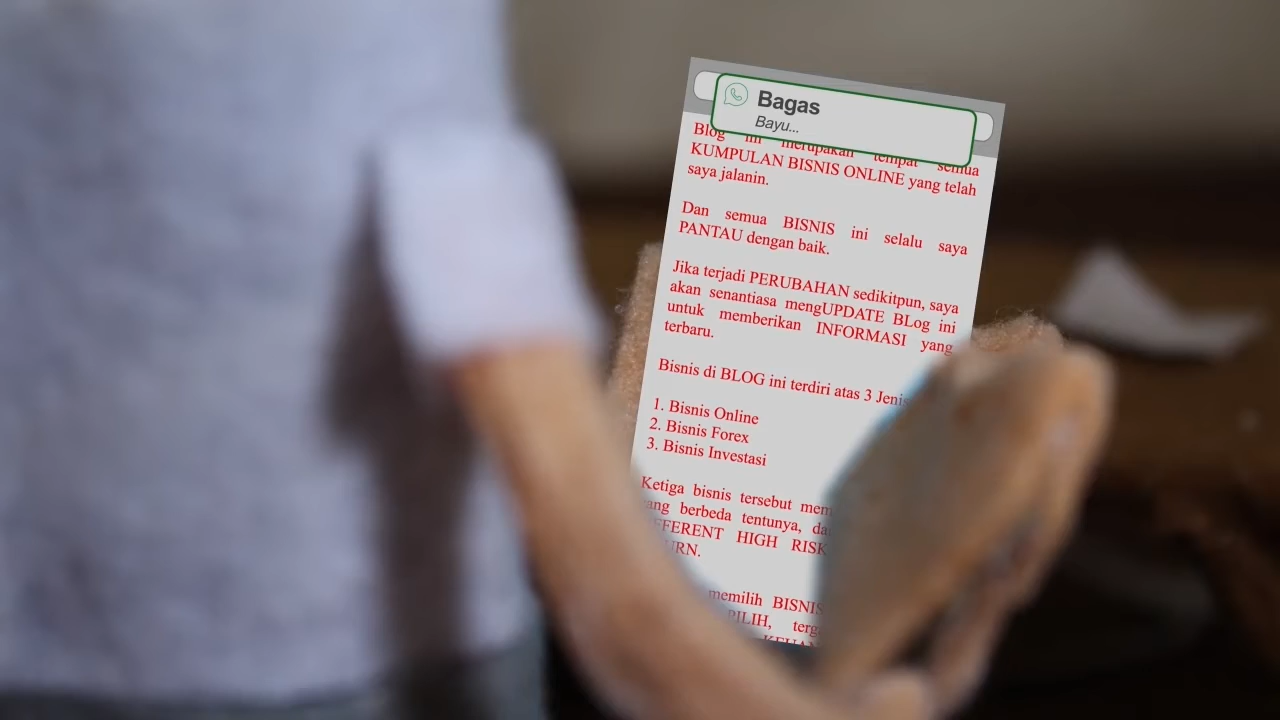 Bagas
Bayu...
Blog ini merupakan tempat semua
KUMPULAN BISNIS ONLINE yang telah
saya jalanin.
Dan semua BISNIS ini selalu saya
PANTAU dengan baik.
Jika terjadi PERUBAHAN sedikitpun, saya
akan senantiasa mengUPDATE BLog ini
untuk memberikan INFORMASI yang
terbaru.
Bisnis di BLOG ini terdiri atas 3 Jenis
1. Bisnis Online
2. Bisnis Forex
3. Bisnis Investasi
Ketiga bisnis tersebut
berbeda tentunya,
HIGH RISK
memilih BISNIS